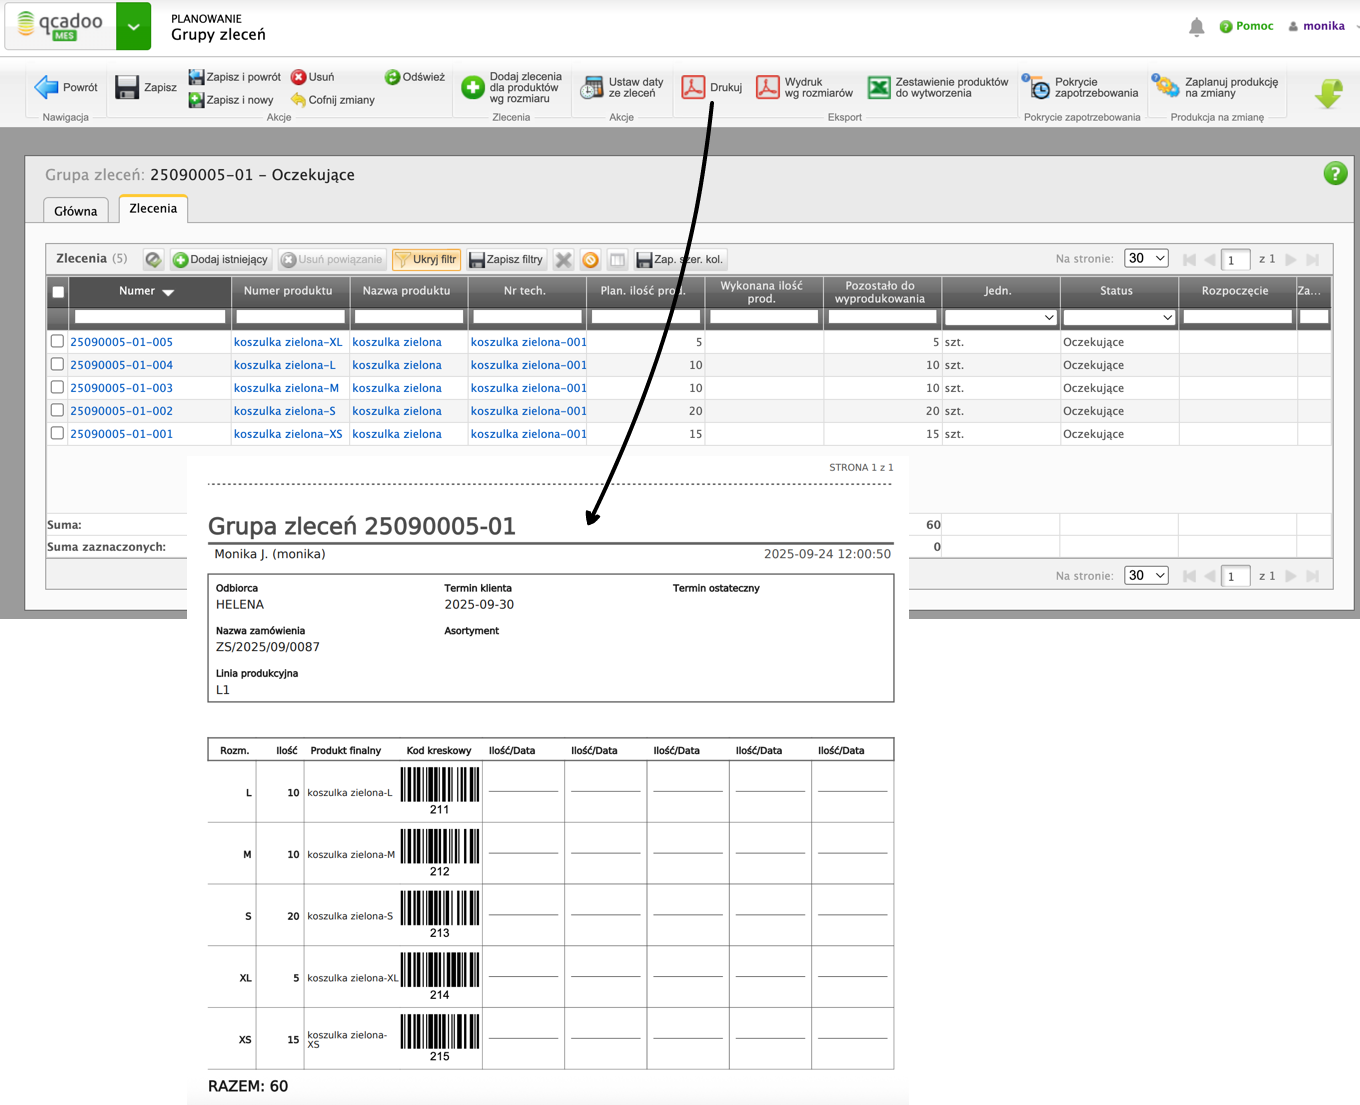 qcadoo
MES
PLANOWANIE
Grupy zleceń
Pomoc
monika
Powrót
Nawigacja
Zapisz
Zapisz i powrót
Zapisz i nowy
Usuń
Cofnij zmiany
Odśwież
Akcje
Dodaj zlecenia
dla produktów
wg rozmiaru
Zlecenia
Ustaw daty
ze zleceń
Akcje
Drukuj
Wydruk
wg rozmiarów
Zestawienie produktów
do wytworzenia
Eksport
Pokrycie
zapotrzebowania
Pokrycie zapotrzebowania
Zaplanuj produkcję
na zmiany
Produkcja na zmianę
Grupa zleceń: 25090005-01 - Oczekujące
Główna
Zlecenia
Zlecenia (5) Dodaj istniejący Usuń powiązanie Ukryj filtr Zapisz filtry Zap. szer. kol. Na stronie: 30 1 z 1
Numer Numer produktu Nazwa produktu Nr tech. Plan. ilość prod. Wykonana ilość prod. Pozostało do wyprodukowania Jedn. Status Rozpoczęcie Za...
25090005-01-005 koszulka zielona-XL koszulka zielona koszulka zielona-001 5 5 szt. Oczekujące
25090005-01-004 koszulka zielona-L koszulka zielona koszulka zielona-001 10 10 szt. Oczekujące
25090005-01-003 koszulka zielona-M koszulka zielona koszulka zielona-001 10 10 szt. Oczekujące
25090005-01-002 koszulka zielona-S koszulka zielona koszulka zielona-001 20 20 szt. Oczekujące
25090005-01-001 koszulka zielona-XS koszulka zielona koszulka zielona-001 15 15 szt. Oczekujące
Suma: 60
Suma zaznaczonych: 0
Na stronie: 30 1 z 1
STRONA 1 z 1
Grupa zleceń 25090005-01
Monika J. (monika) 2025-09-24 12:00:50
Odbiorca Termin klienta Termin ostateczny
HELENA 2025-09-30
Nazwa zamówienia Asortyment
ZS/2025/09/0087
Linia produkcyjna
L1
Rozm. Ilość Produkt finalny Kod kreskowy Ilość/Data Ilość/Data Ilość/Data Ilość/Data Ilość/Data
L 10 koszulka zielona-L
211
M 10 koszulka zielona-M
212
S 20 koszulka zielona-S
213
XL 5 koszulka zielona-XL
214
XS 15 koszulka zielona-
XS
215
RAZEM: 60